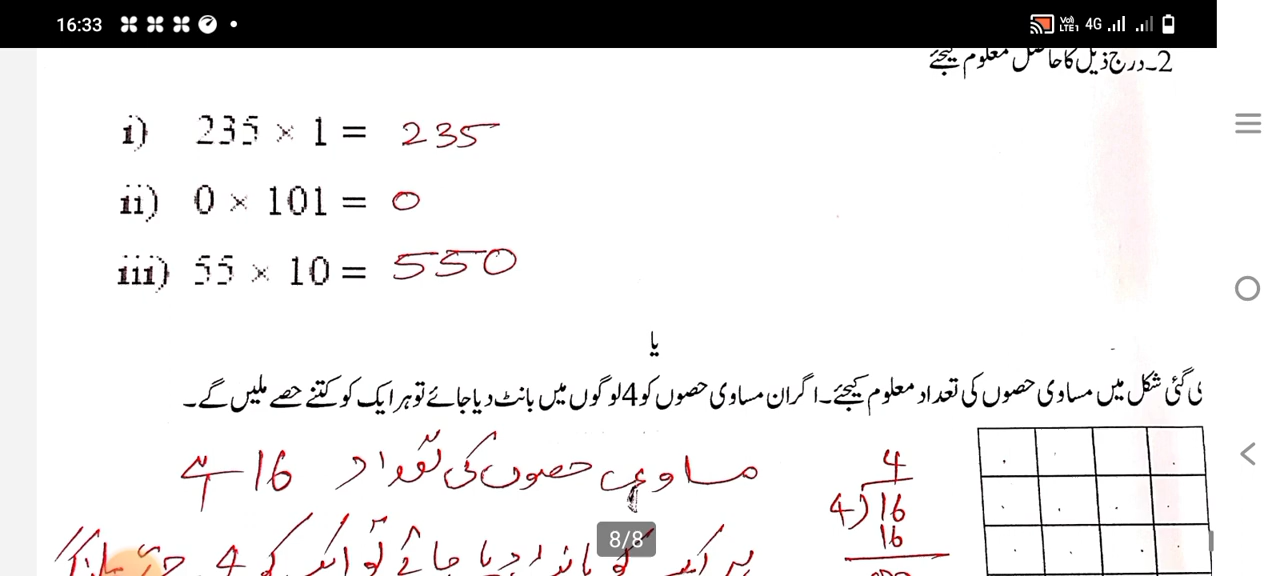 16:33
VoLTE1 4G
2۔درج ذیل کا حاصل معلوم کیجئے
i) 235 × 1 = 235
ii) 0 × 101 = 0
iii) 55 × 10 = 550
یا
ی گئی شکل میں مساوی حصوں کی تعداد معلوم کیجئے۔اگر ان مساوی حصوں کو 4 لوگوں میں بانٹ دیا جائے تو ہر ایک کو کتنے حصے ملیں گے۔
مساوی حصوں کی تعداد 16 ہے
4
4)16
16
8/8